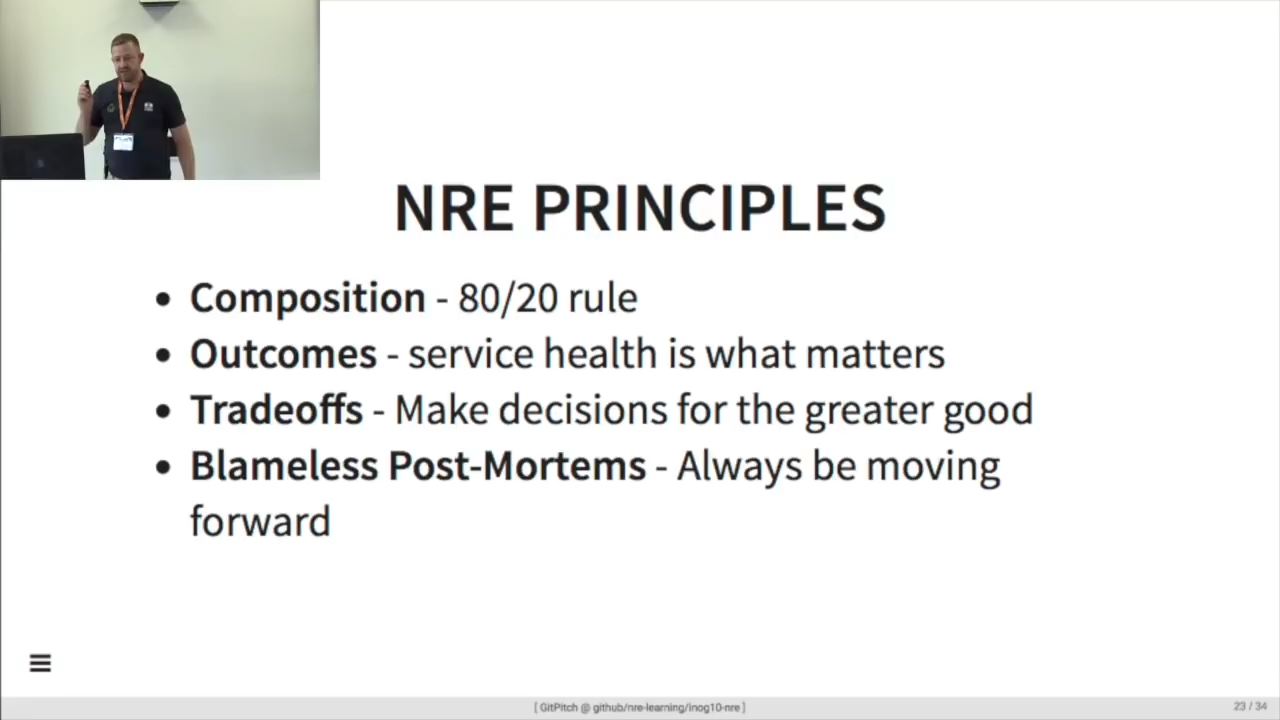 NRE PRINCIPLES
• Composition - 80/20 rule
• Outcomes - service health is what matters
• Tradeoffs - Make decisions for the greater good
• Blameless Post-Mortems - Always be moving
forward
[ GitPitch @ github/nre-learning/inog10-nre ]
23 / 34